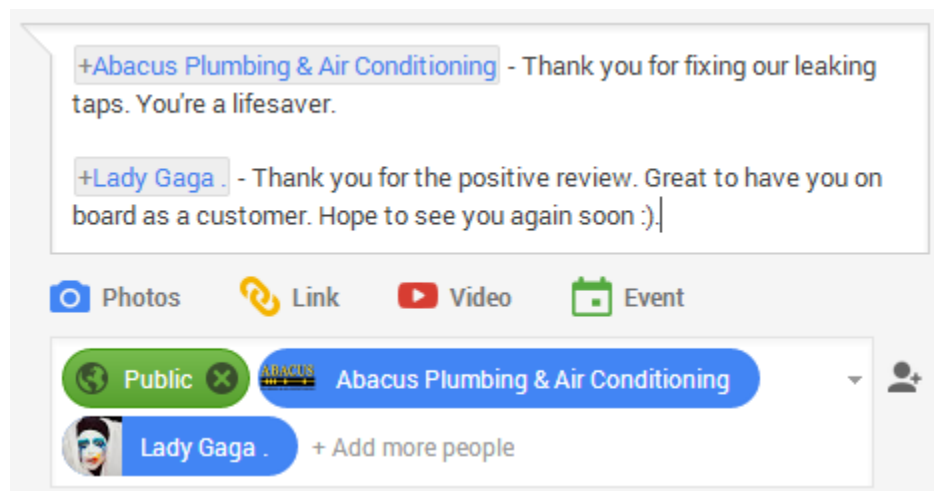 +Abacus Plumbing & Air Conditioning - Thank you for fixing our leaking
taps. You're a lifesaver.
+Lady Gaga . - Thank you for the positive review. Great to have you on
board as a customer. Hope to see you again soon :).
Photos Link Video Event
Public ABACUS Abacus Plumbing & Air Conditioning
Lady Gaga . + Add more people